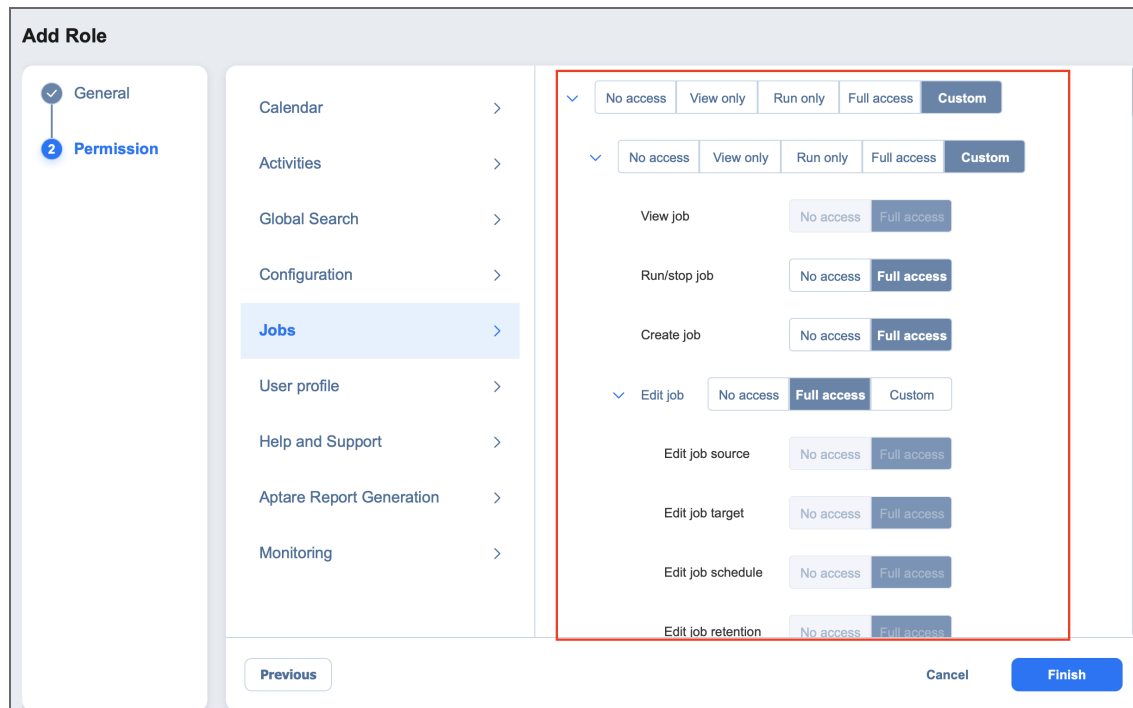 Add Role
General
2 Permission
Calendar
Activities
Global Search
Configuration
Jobs
User profile
Help and Support
Aptare Report Generation
Monitoring
No access View only Run only Full access Custom
No access View only Run only Full access Custom
View job No access Full access
Run/stop job No access Full access
Create job No access Full access
Edit job No access Full access Custom
Edit job source No access Full access
Edit job target No access Full access
Edit job schedule No access Full access
Edit job retention No access Full access
Previous Cancel Finish